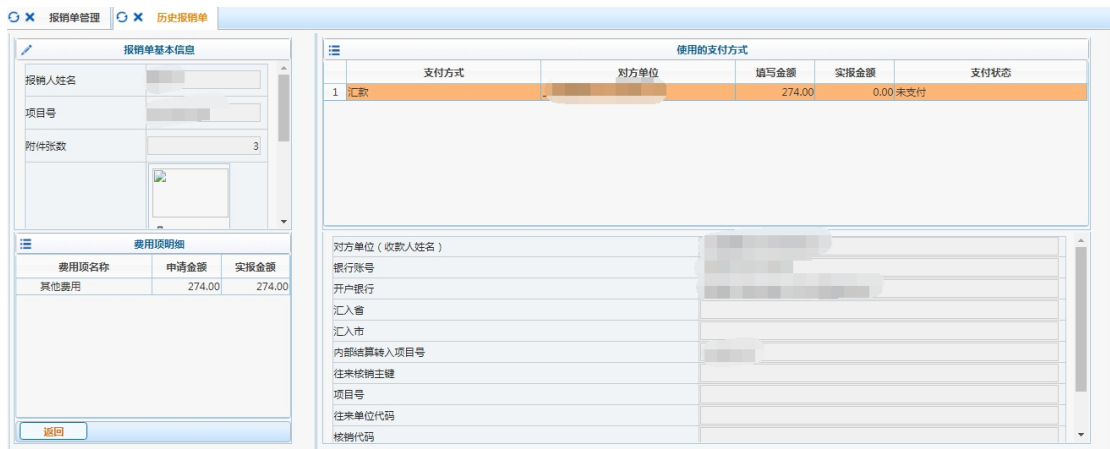 报销单管理 历史报销单
报销单基本信息
报销人姓名
项目号
附件张数 3
费用项明细
费用项名称 申请金额 实报金额
其他费用 274.00 274.00
返回
使用的支付方式
支付方式 对方单位 填写金额 实报金额 支付状态
1 汇款 274.00 0.00 未支付
对方单位（收款人姓名）
银行账号
开户银行
汇入省
汇入市
内部结算转入项目号
往来核销主键
项目号
往来单位代码
核销代码